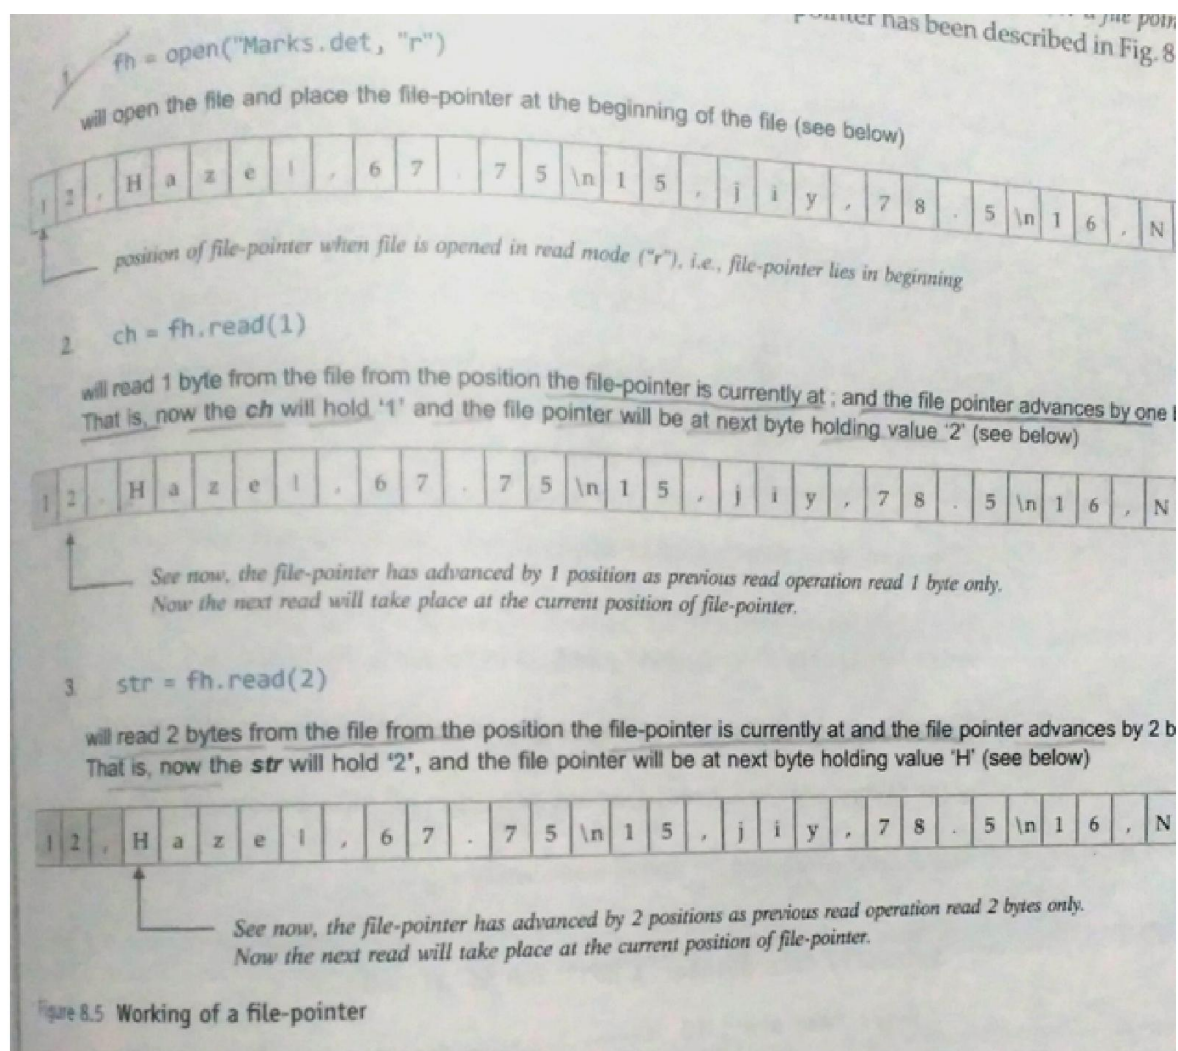 a file poin
pointer has been described in Fig. 8
1. fh = open("Marks.det, "r")
will open the file and place the file-pointer at the beginning of the file (see below)
1 2 , H a z e l , 6 7 . 7 5 \n 1 5 , j i y , 7 8 . 5 \n 1 6 , N
position of file-pointer when file is opened in read mode ("r"), i.e., file-pointer lies in beginning
2 ch = fh.read(1)
will read 1 byte from the file from the position the file-pointer is currently at ; and the file pointer advances by one
That is, now the ch will hold '1' and the file pointer will be at next byte holding value '2' (see below)
1 2 , H a z e l , 6 7 . 7 5 \n 1 5 , j i y , 7 8 . 5 \n 1 6 , N
See now, the file-pointer has advanced by 1 position as previous read operation read 1 byte only.
Now the next read will take place at the current position of file-pointer.
3 str = fh.read(2)
will read 2 bytes from the file from the position the file-pointer is currently at and the file pointer advances by 2 b
That is, now the str will hold '2', and the file pointer will be at next byte holding value 'H' (see below)
1 2 , H a z e l , 6 7 . 7 5 \n 1 5 , j i y , 7 8 . 5 \n 1 6 , N
See now, the file-pointer has advanced by 2 positions as previous read operation read 2 bytes only.
Now the next read will take place at the current position of file-pointer.
Figure 8.5 Working of a file-pointer